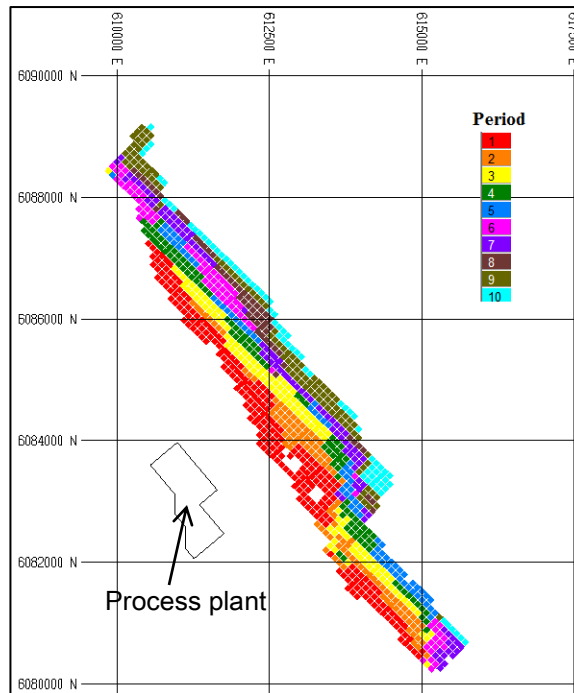 610000 E
612500 E
615000 E
6090000 N
6088000 N
6086000 N
6084000 N
6082000 N
6080000 N
Period
1
2
3
4
5
6
7
8
9
10
Process plant